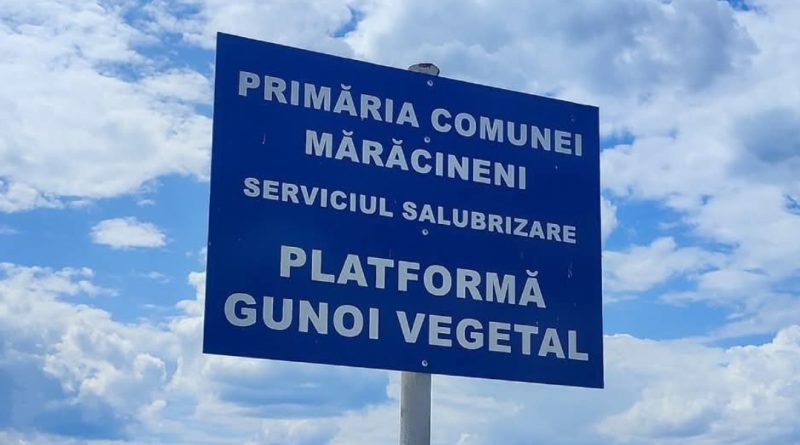 PRIMĂRIA COMUNEI
MĂRĂCINENI
SERVICIUL SALUBRIZARE
PLATFORMĂ
GUNOI VEGETAL